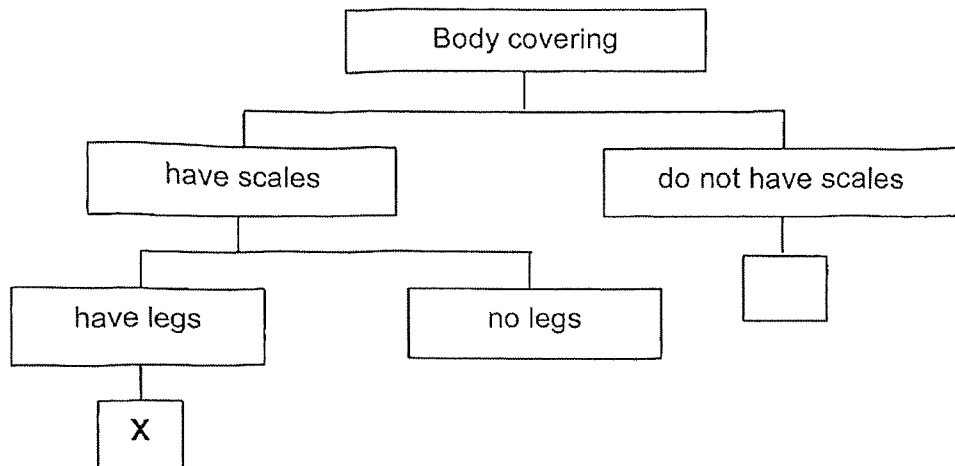 Body covering
have scales
do not have scales
have legs
no legs
X